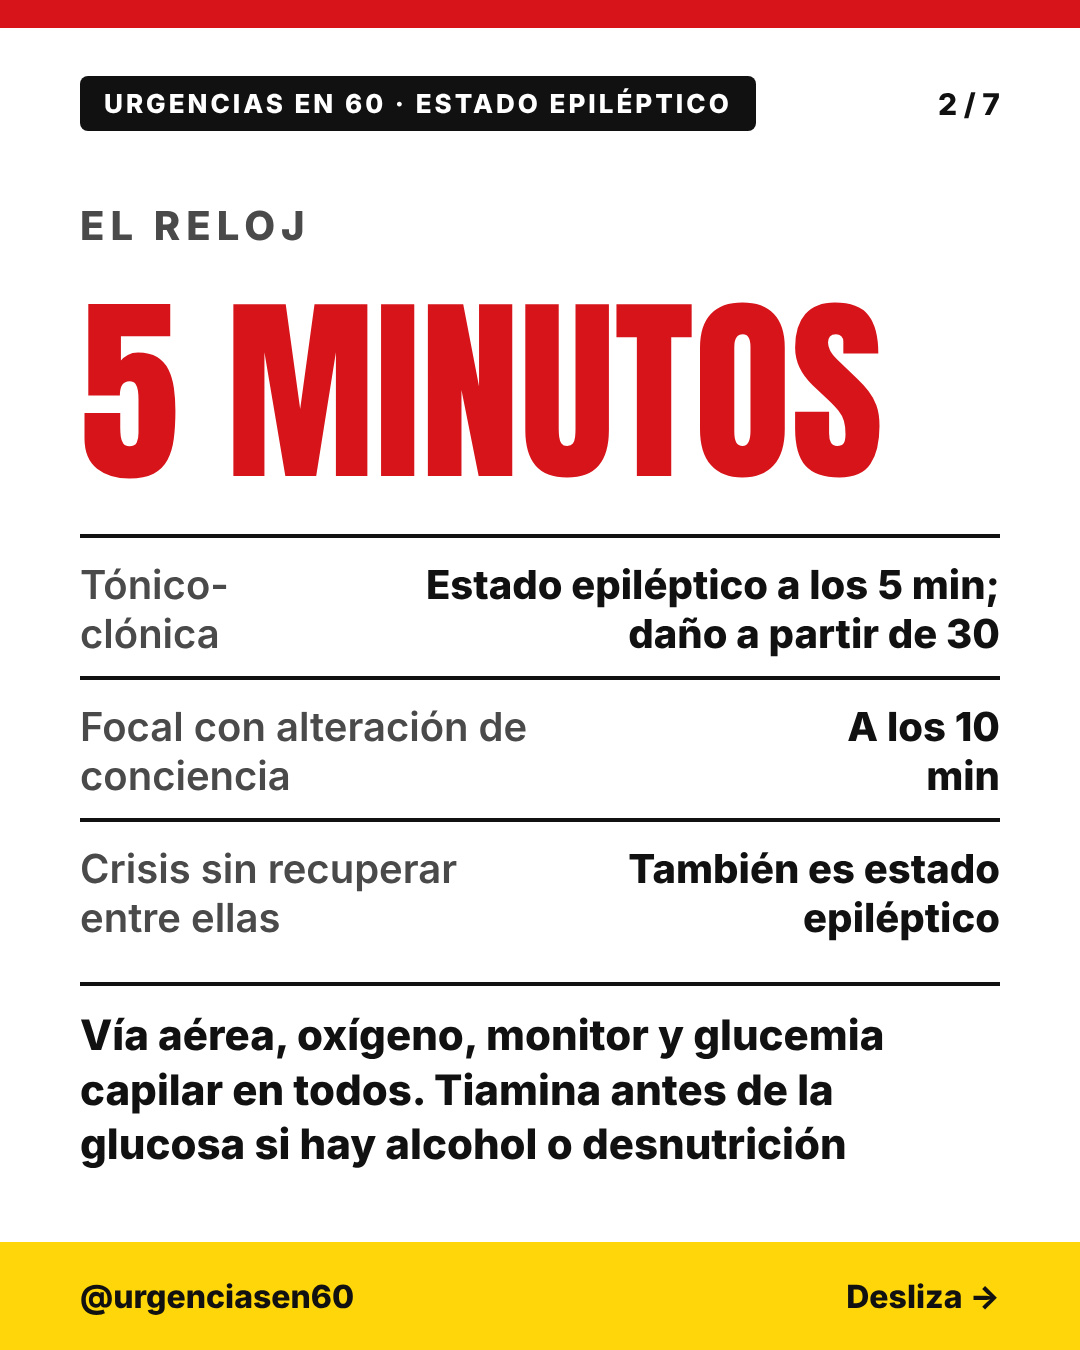 URGENCIAS EN 60 · ESTADO EPILÉPTICO
2 / 7
EL RELOJ
5 MINUTOS
Tónico-
clónica
Estado epiléptico a los 5 min;
daño a partir de 30
Focal con alteración de
conciencia
A los 10
min
Crisis sin recuperar
entre ellas
También es estado
epiléptico
Vía aérea, oxígeno, monitor y glucemia
capilar en todos. Tiamina antes de la
glucosa si hay alcohol o desnutrición
@urgenciasen60
Desliza →